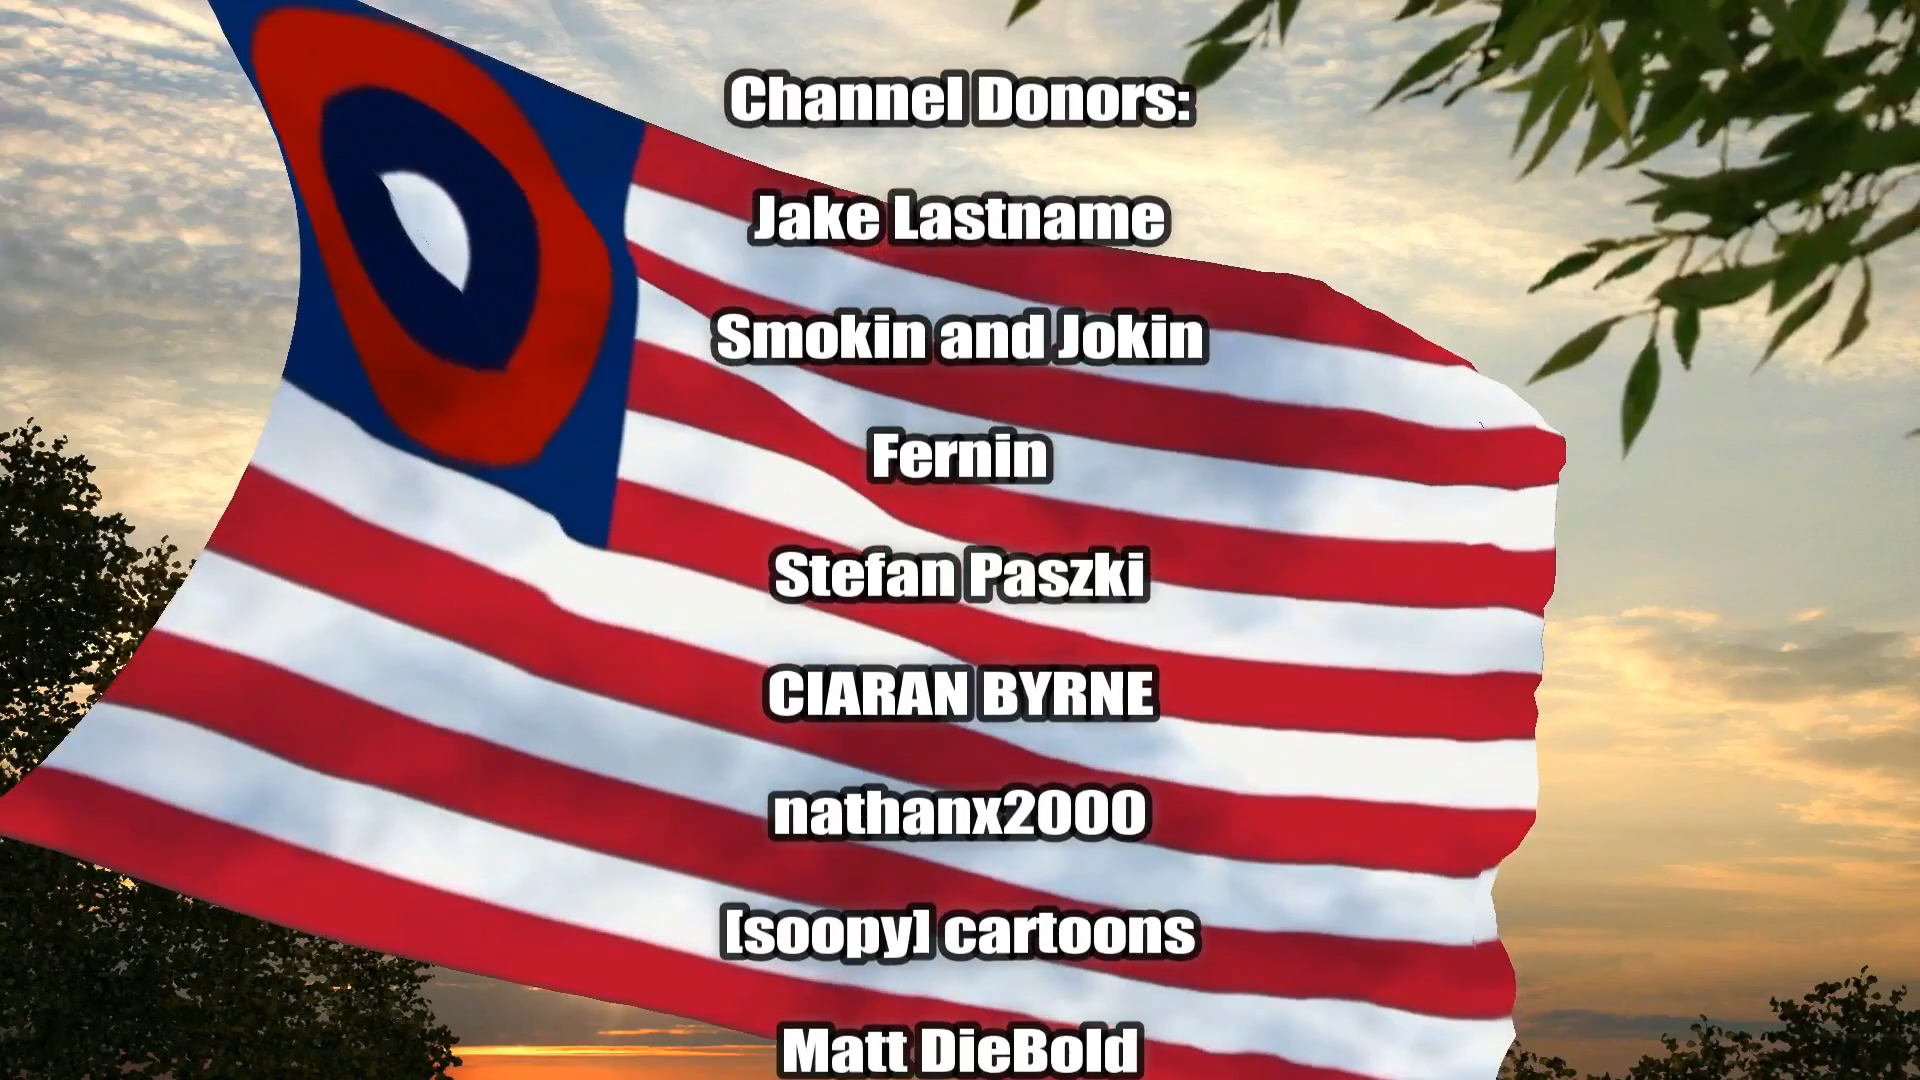 Channel Donors:
Jake Lastname
Smokin and Jokin
Fernin
Stefan Paszki
CIARAN BYRNE
nathanx2000
[soopy] cartoons
Matt DieBold